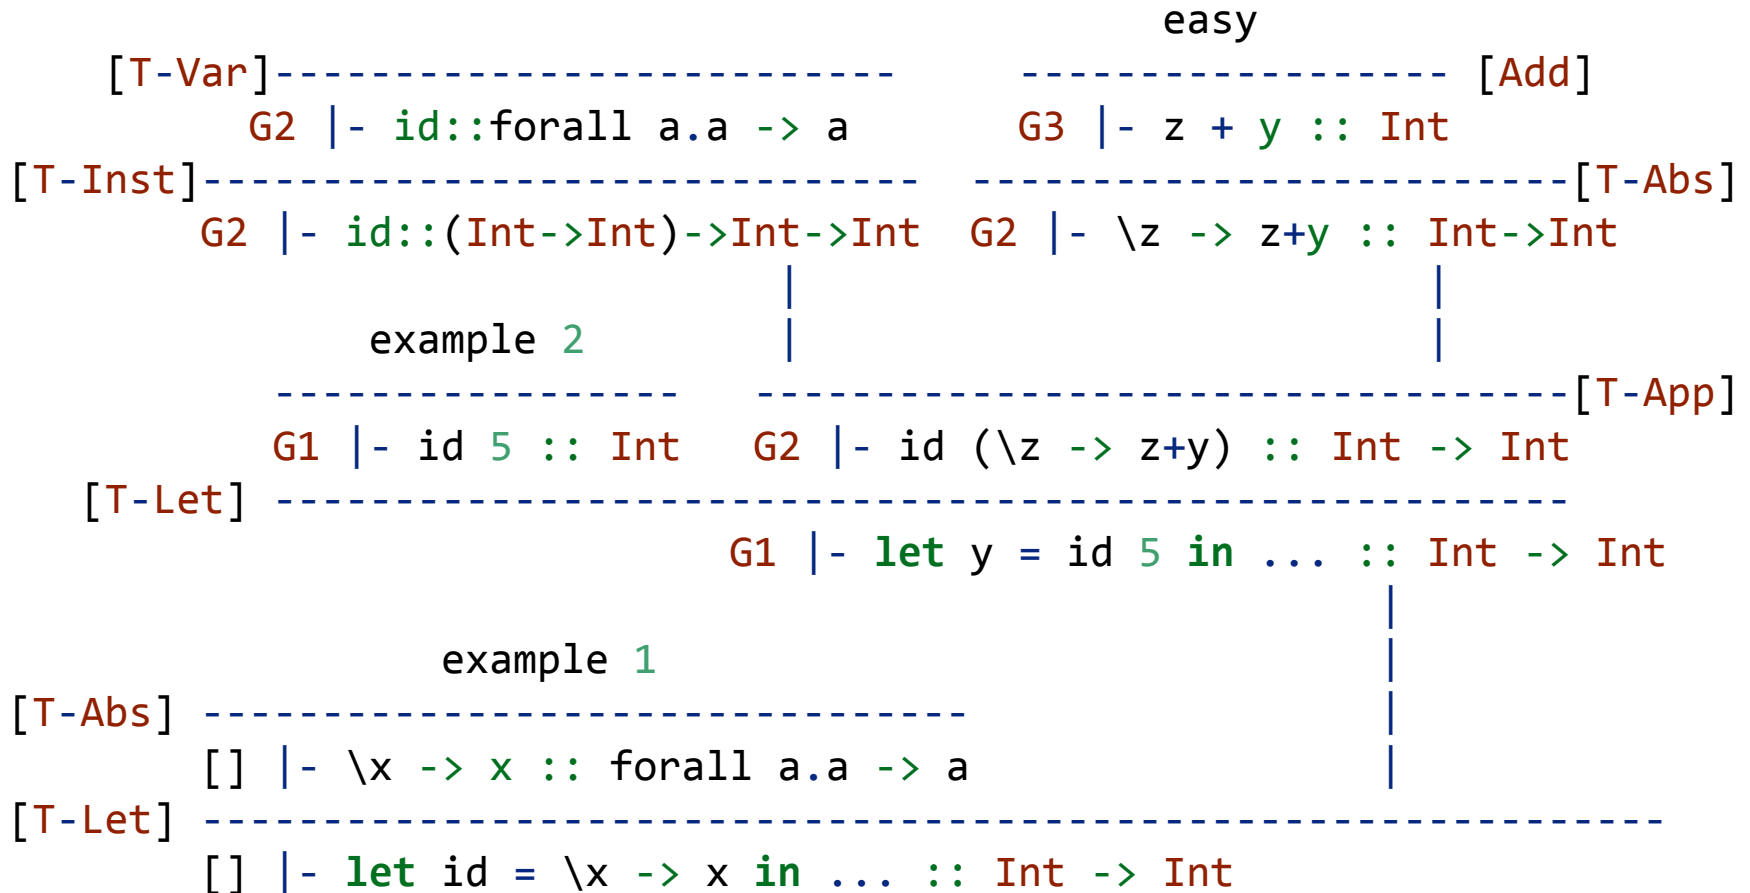 easy
[T-Var]--------------------------     ------------------ [Add]
G2 |- id::forall a.a -> a       G3 |- z + y :: Int
[T-Inst]------------------------------  -------------------------[T-Abs]
G2 |- id::(Int->Int)->Int->Int  G2 |- \z -> z+y :: Int->Int
|                          |
example 2        |                          |
-----------------   ----------------------------------[T-App]
G1 |- id 5 :: Int   G2 |- id (\z -> z+y) :: Int -> Int
[T-Let] ------------------------------------------------------
G1 |- let y = id 5 in ... :: Int -> Int
|
example 1                              |
[T-Abs] --------------------------------                 |
[] |- \x -> x :: forall a.a -> a                 |
[T-Let] -------------------------------------------------------------
[] |- let id = \x -> x in ... :: Int -> Int